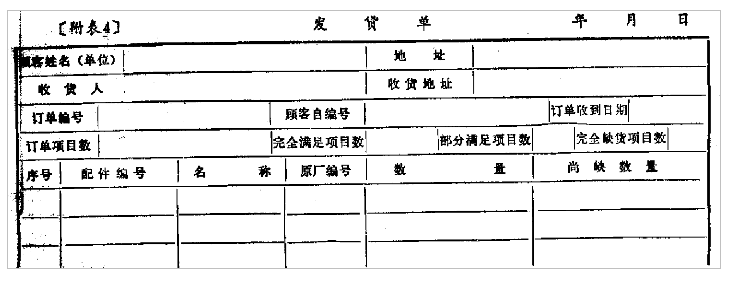 〔附表4〕 发 货 单 年 月 日
顾客姓名（单位） 地 址
收 货 人 收货地址
订单编号 顾客自编号 订单收到日期
订单项目数 完全满足项目数 部分满足项目数 完全缺货项目数
序号 配件编号 名 称 原厂编号 数 量 尚缺数量